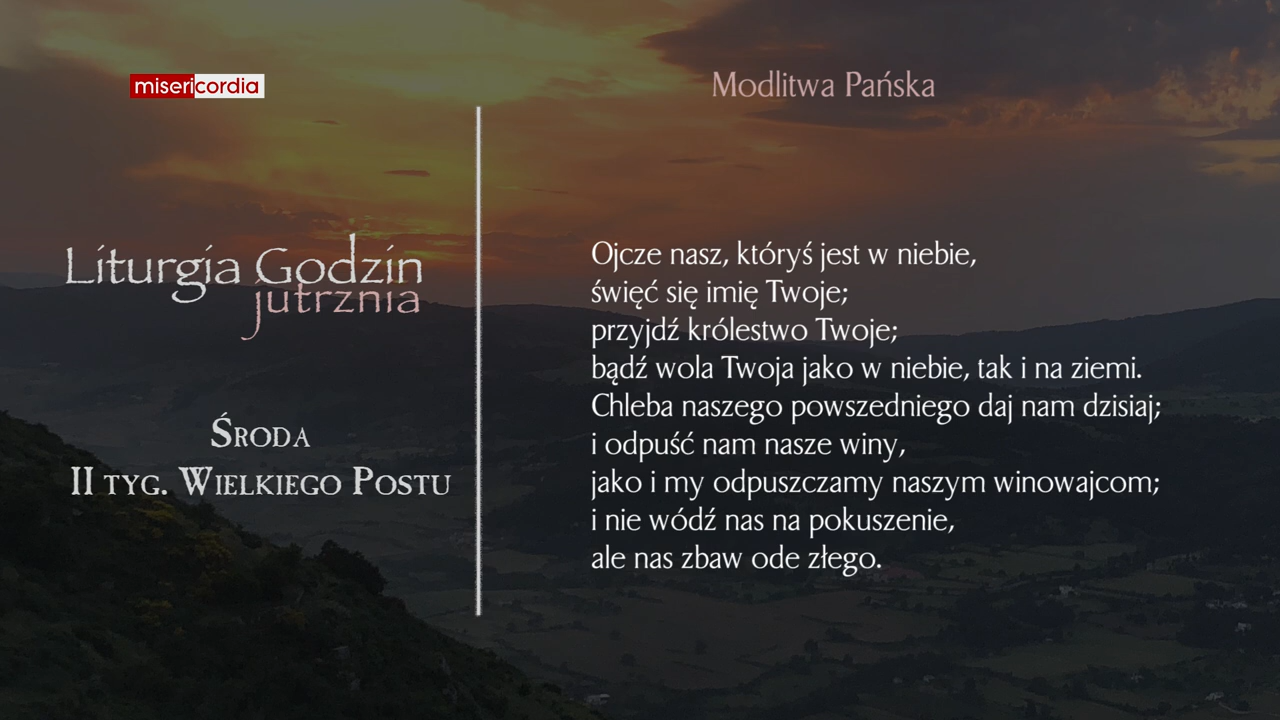 misericordia
Liturgia Godzin
jutrznia
Środa
II tyg. Wielkiego Postu
Modlitwa Pańska
Ojcze nasz, któryś jest w niebie,
święć się imię Twoje;
przyjdź królestwo Twoje;
bądź wola Twoja jako w niebie, tak i na ziemi.
Chleba naszego powszedniego daj nam dzisiaj;
i odpuść nam nasze winy,
jako i my odpuszczamy naszym winowajcom;
i nie wódź nas na pokuszenie,
ale nas zbaw ode złego.